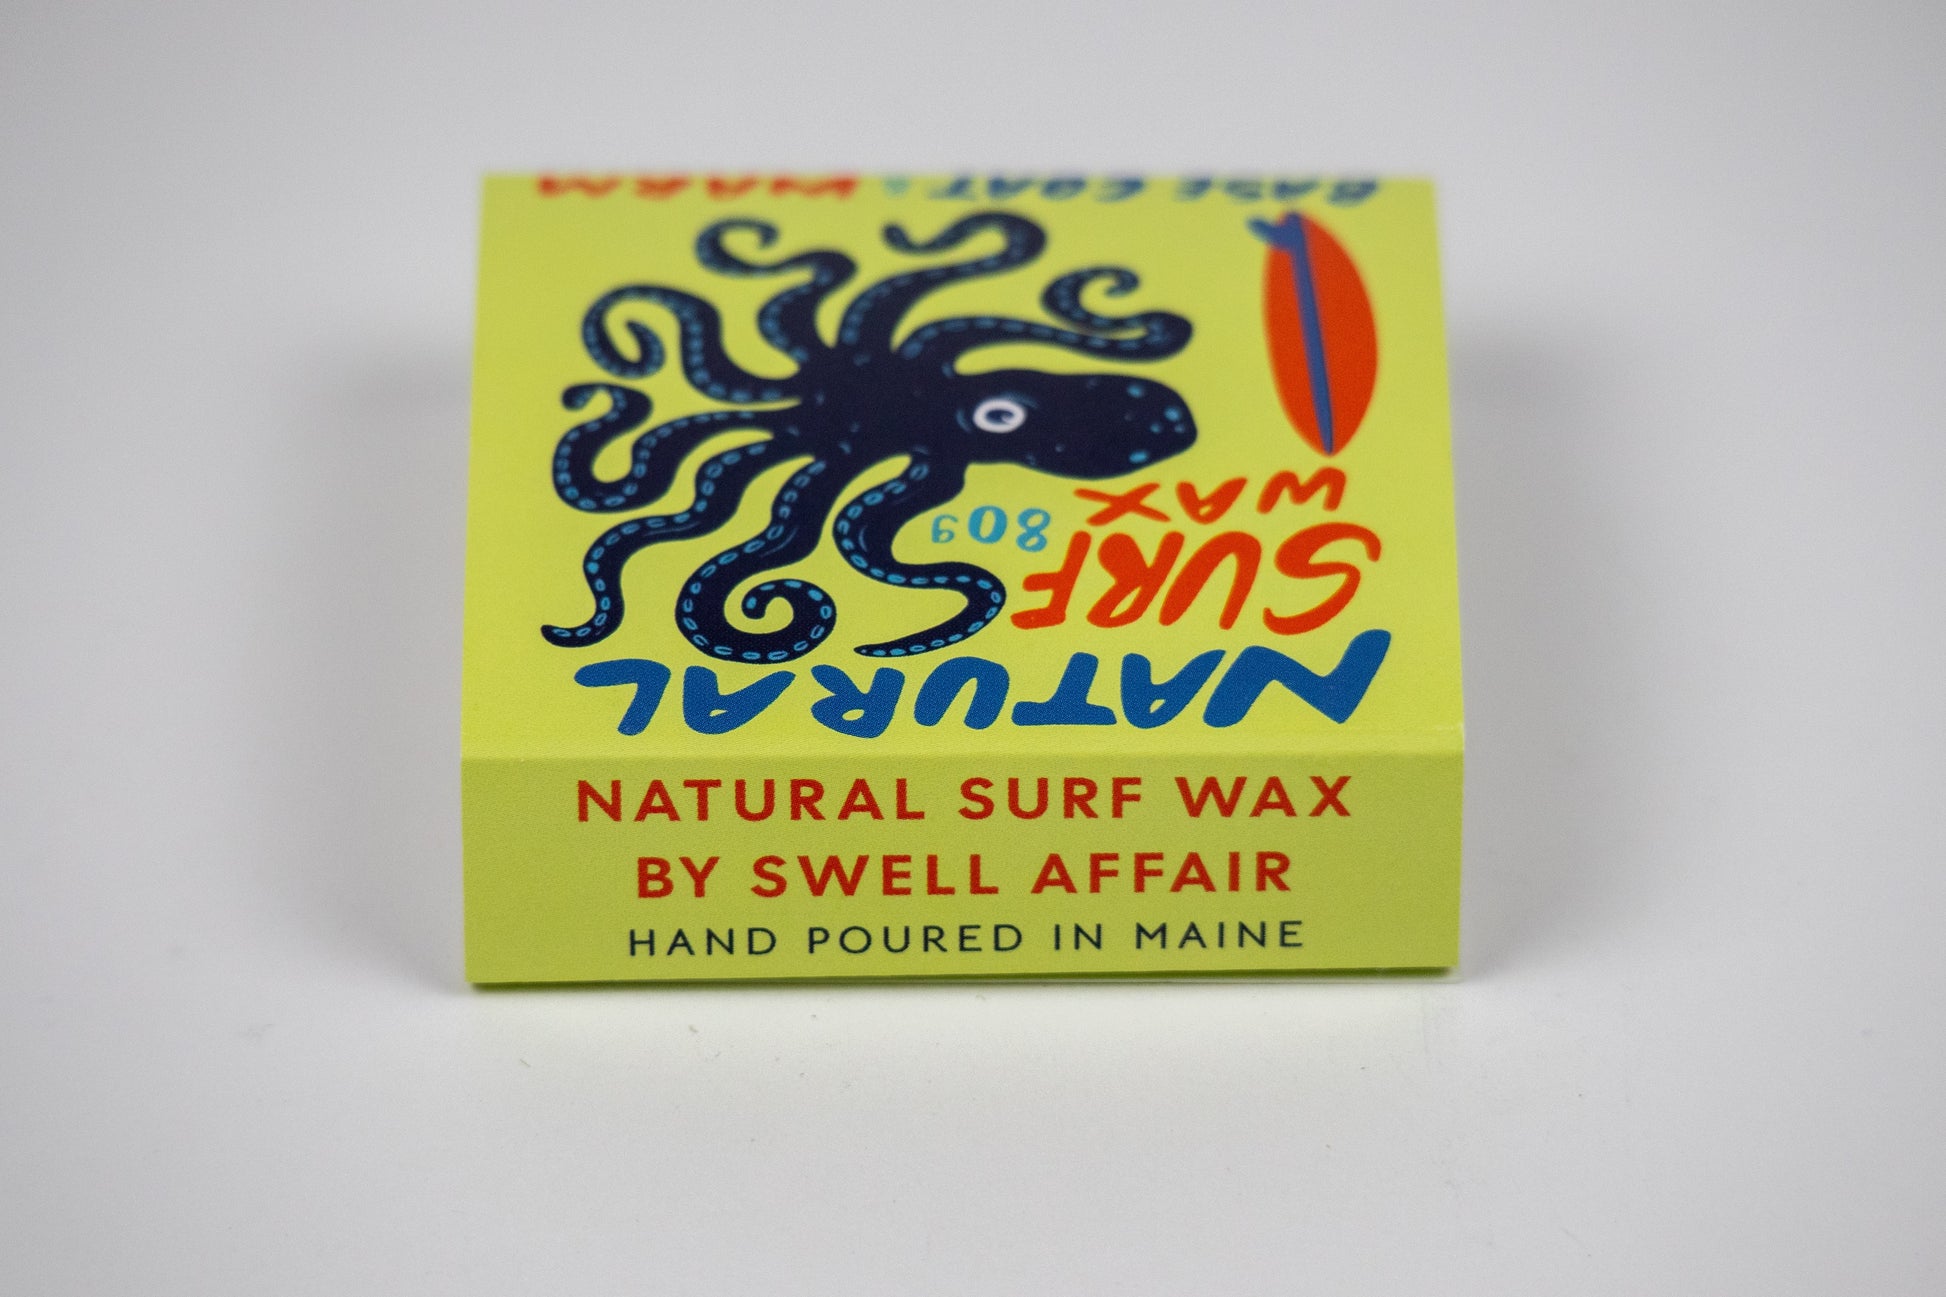 NATURAL
SURF
WAX
80g
BASE COAT & WARM
NATURAL SURF WAX
BY SWELL AFFAIR
HAND POURED IN MAINE